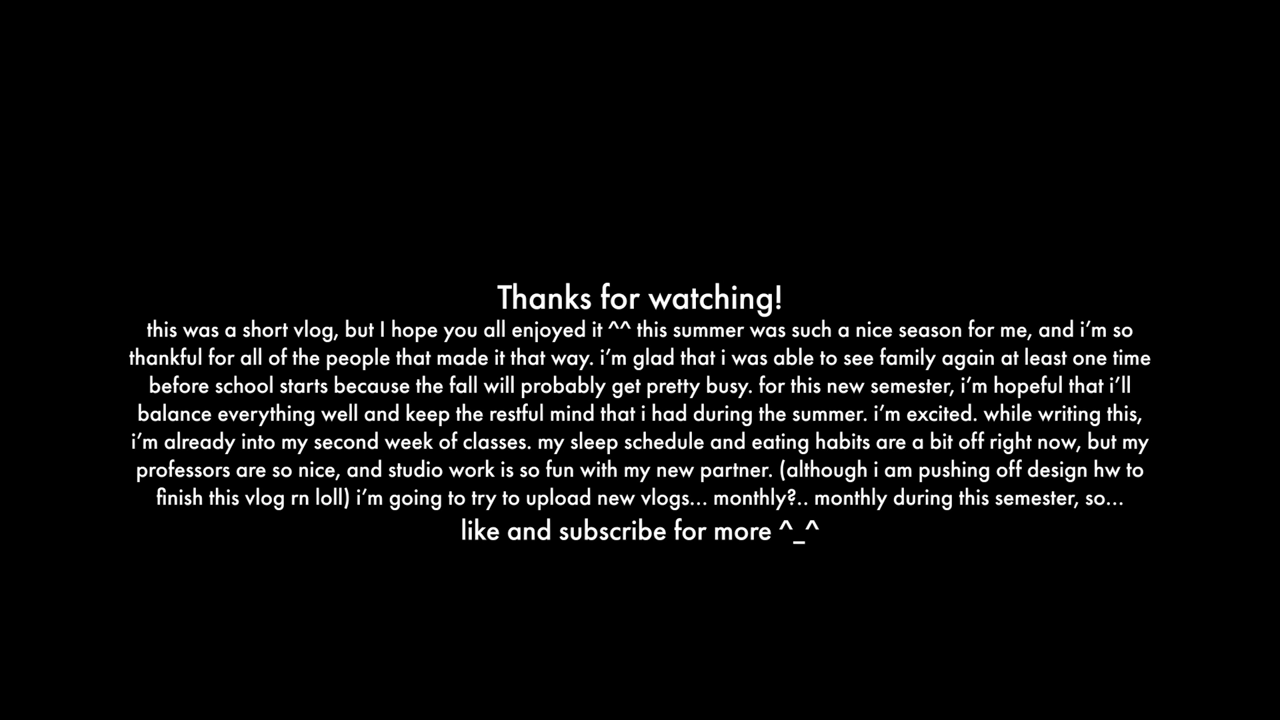 Thanks for watching!
this was a short vlog, but I hope you all enjoyed it ^^ this summer was such a nice season for me, and i'm so
thankful for all of the people that made it that way. i'm glad that i was able to see family again at least one time
before school starts because the fall will probably get pretty busy. for this new semester, i'm hopeful that i'll
balance everything well and keep the restful mind that i had during the summer. i'm excited. while writing this,
i'm already into my second week of classes. my sleep schedule and eating habits are a bit off right now, but my
professors are so nice, and studio work is so fun with my new partner. (although i am pushing off design hw to
finish this vlog rn loll) i'm going to try to upload new vlogs... monthly?.. monthly during this semester, so...
like and subscribe for more ^_^